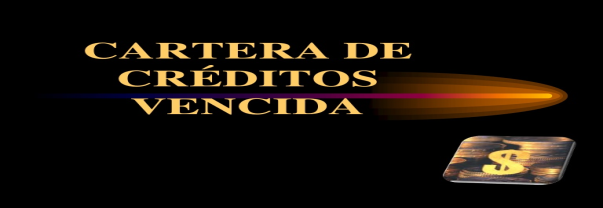 CARTERA DE
CRÉDITOS
VENCIDA
$